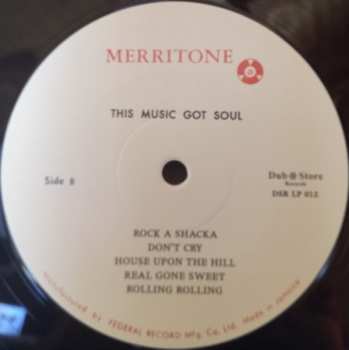 MERRITONE
THIS MUSIC GOT SOUL
Side B
Dub Store
Records
DSR LP 012
ROCK A SHACKA
DON'T CRY
HOUSE UPON THE HILL
REAL GONE SWEET
ROLLING ROLLING
manufactured by FEDERAL RECORD Mfg. Co. Ltd. Made in Jamaica